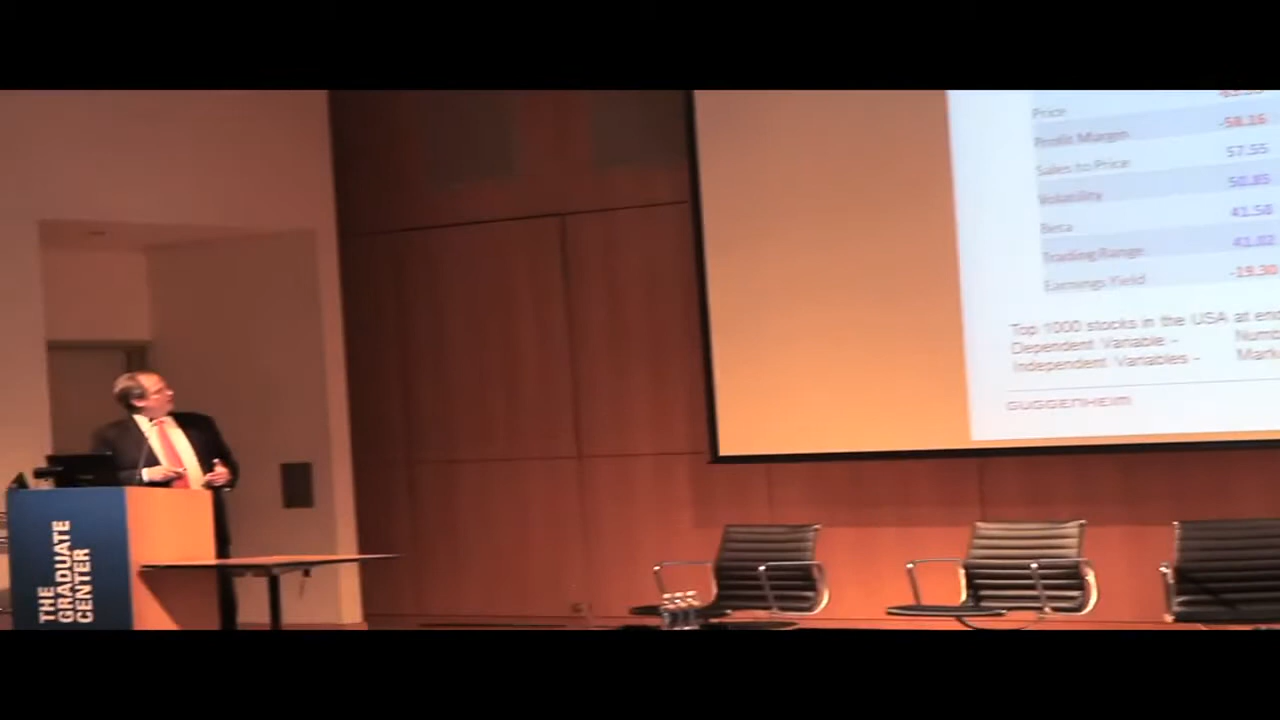 Price
Profit Margin -58.16
Sales to Price 57.55
Volatility 50.85
Beta 41.58
Trading Range 41.02
Earnings Yield -19.30
Top 1000 stocks in the USA at
Dependent Variable -
Independent Variables -
GUGGENHEIM
THE
GRADUATE
CENTER